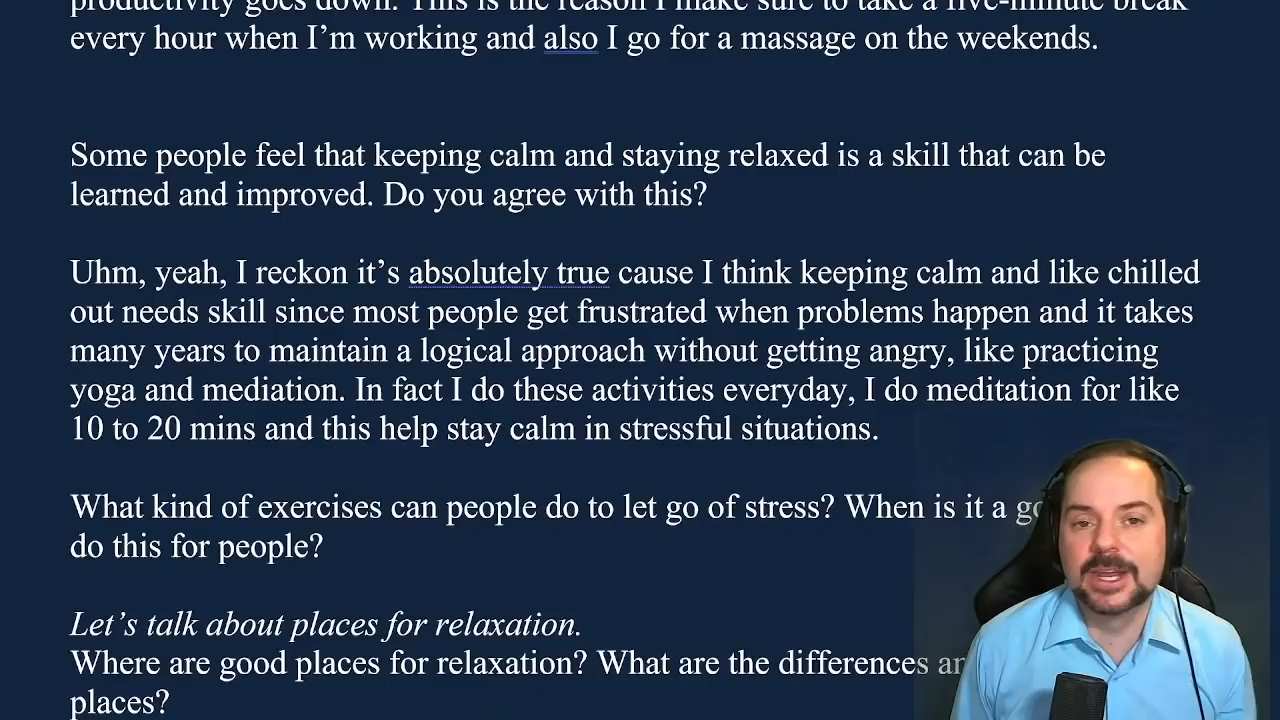 productivity goes down. This is the reason I make sure to take a five-minute break
every hour when I’m working and also I go for a massage on the weekends.
Some people feel that keeping calm and staying relaxed is a skill that can be
learned and improved. Do you agree with this?
Uhm, yeah, I reckon it’s absolutely true cause I think keeping calm and like chilled
out needs skill since most people get frustrated when problems happen and it takes
many years to maintain a logical approach without getting angry, like practicing
yoga and mediation. In fact I do these activities everyday, I do meditation for like
10 to 20 mins and this help stay calm in stressful situations.
What kind of exercises can people do to let go of stress? When is it a
do this for people?
Let’s talk about places for relaxation.
Where are good places for relaxation? What are the differences
places?